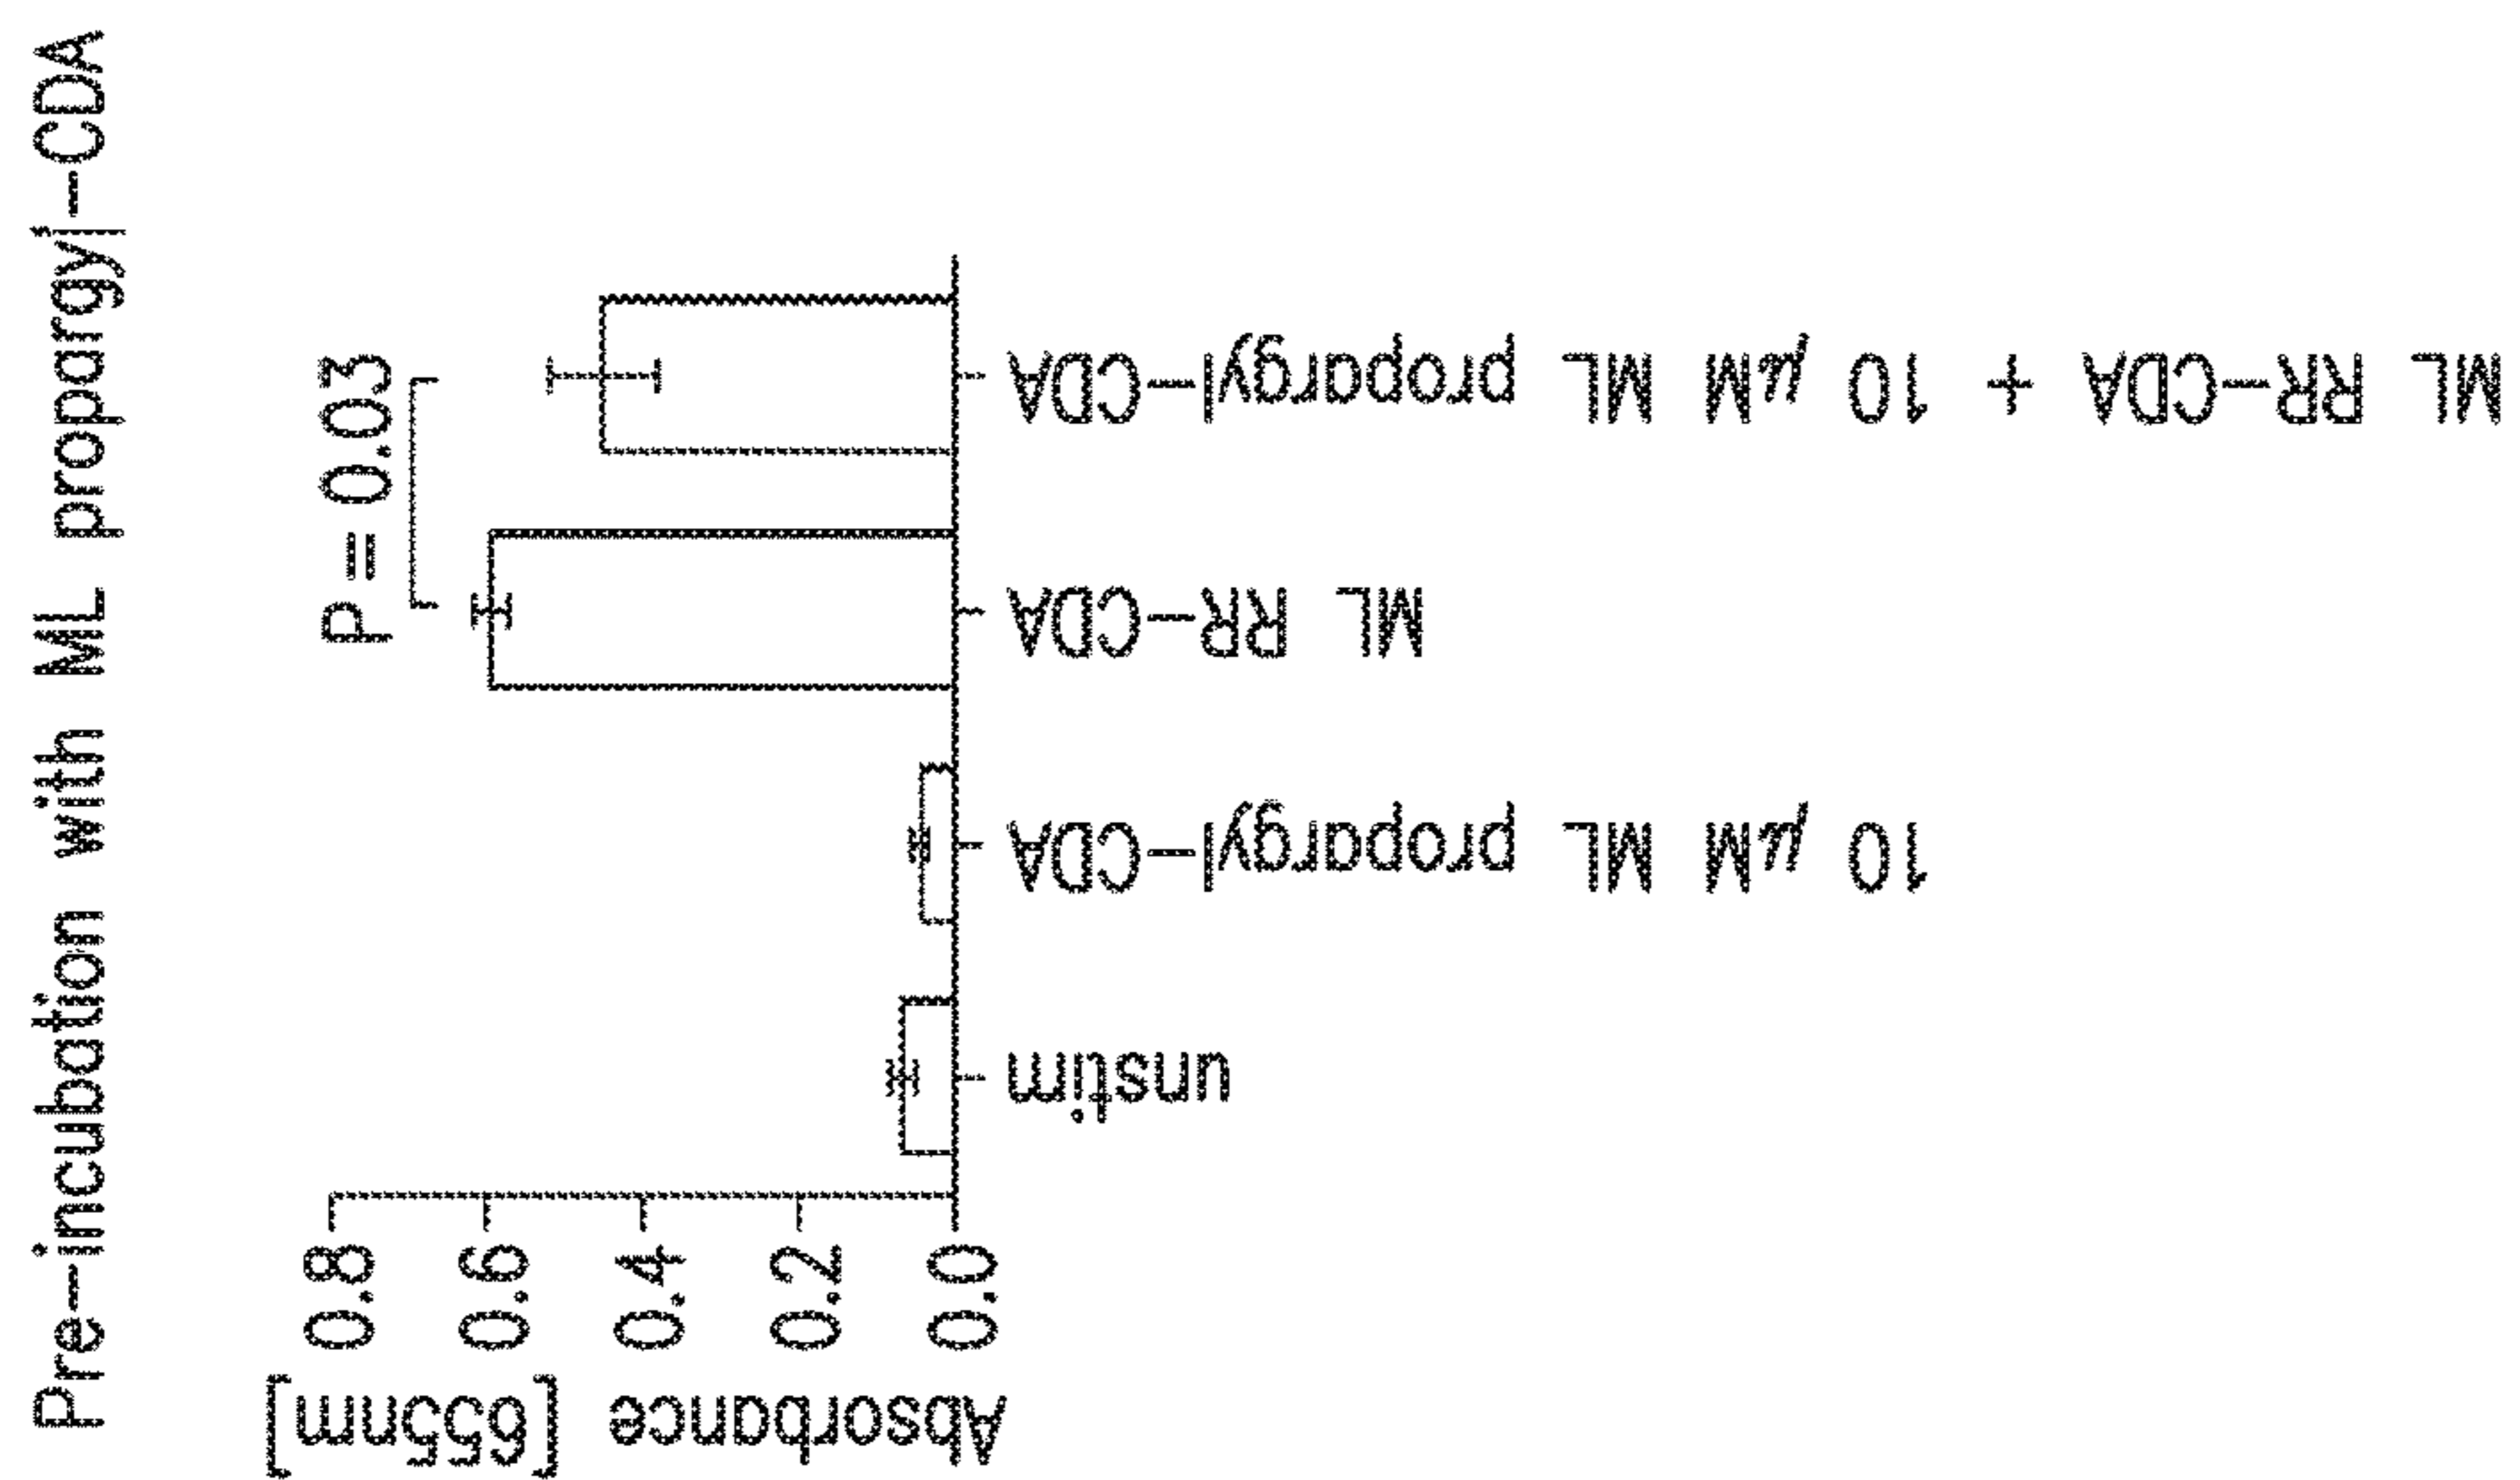 Pre-incubation with ML propargyl-CDA
P = 0.03
Absorbance [655nm]
0.8
0.6
0.4
0.2
0.0
unstim
10 µM ML propargyl-CDA
ML RR-CDA
ML RR-CDA + 10 µM ML propargyl-CDA